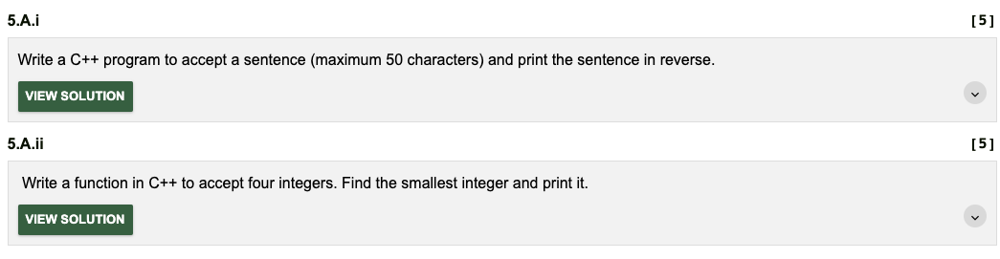 5.A.i [5]
Write a C++ program to accept a sentence (maximum 50 characters) and print the sentence in reverse.
VIEW SOLUTION
5.A.ii [5]
Write a function in C++ to accept four integers. Find the smallest integer and print it.
VIEW SOLUTION